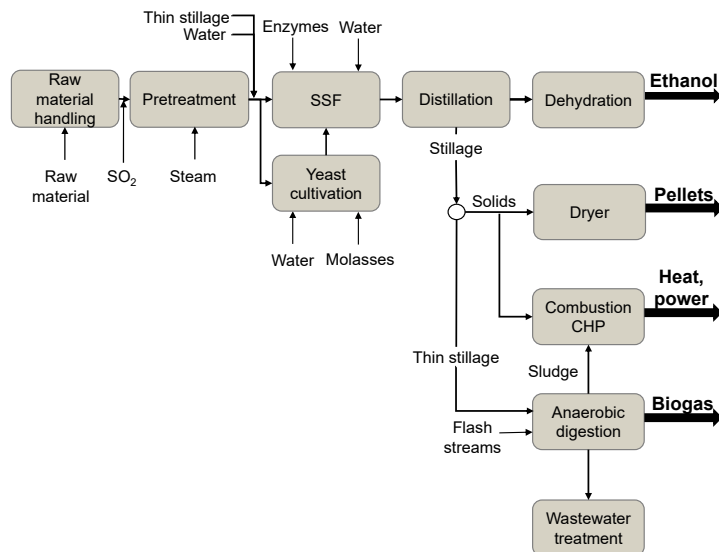 Thin stillage
Water
Enzymes
Water
Raw
material
handling
Pretreatment
SSF
Distillation
Dehydration
Ethanol
Raw
material
SO2
Steam
Yeast
cultivation
Stillage
Water
Molasses
Solids
Dryer
Pellets
Combustion
CHP
Heat,
power
Thin stillage
Sludge
Flash
streams
Anaerobic
digestion
Biogas
Wastewater
treatment